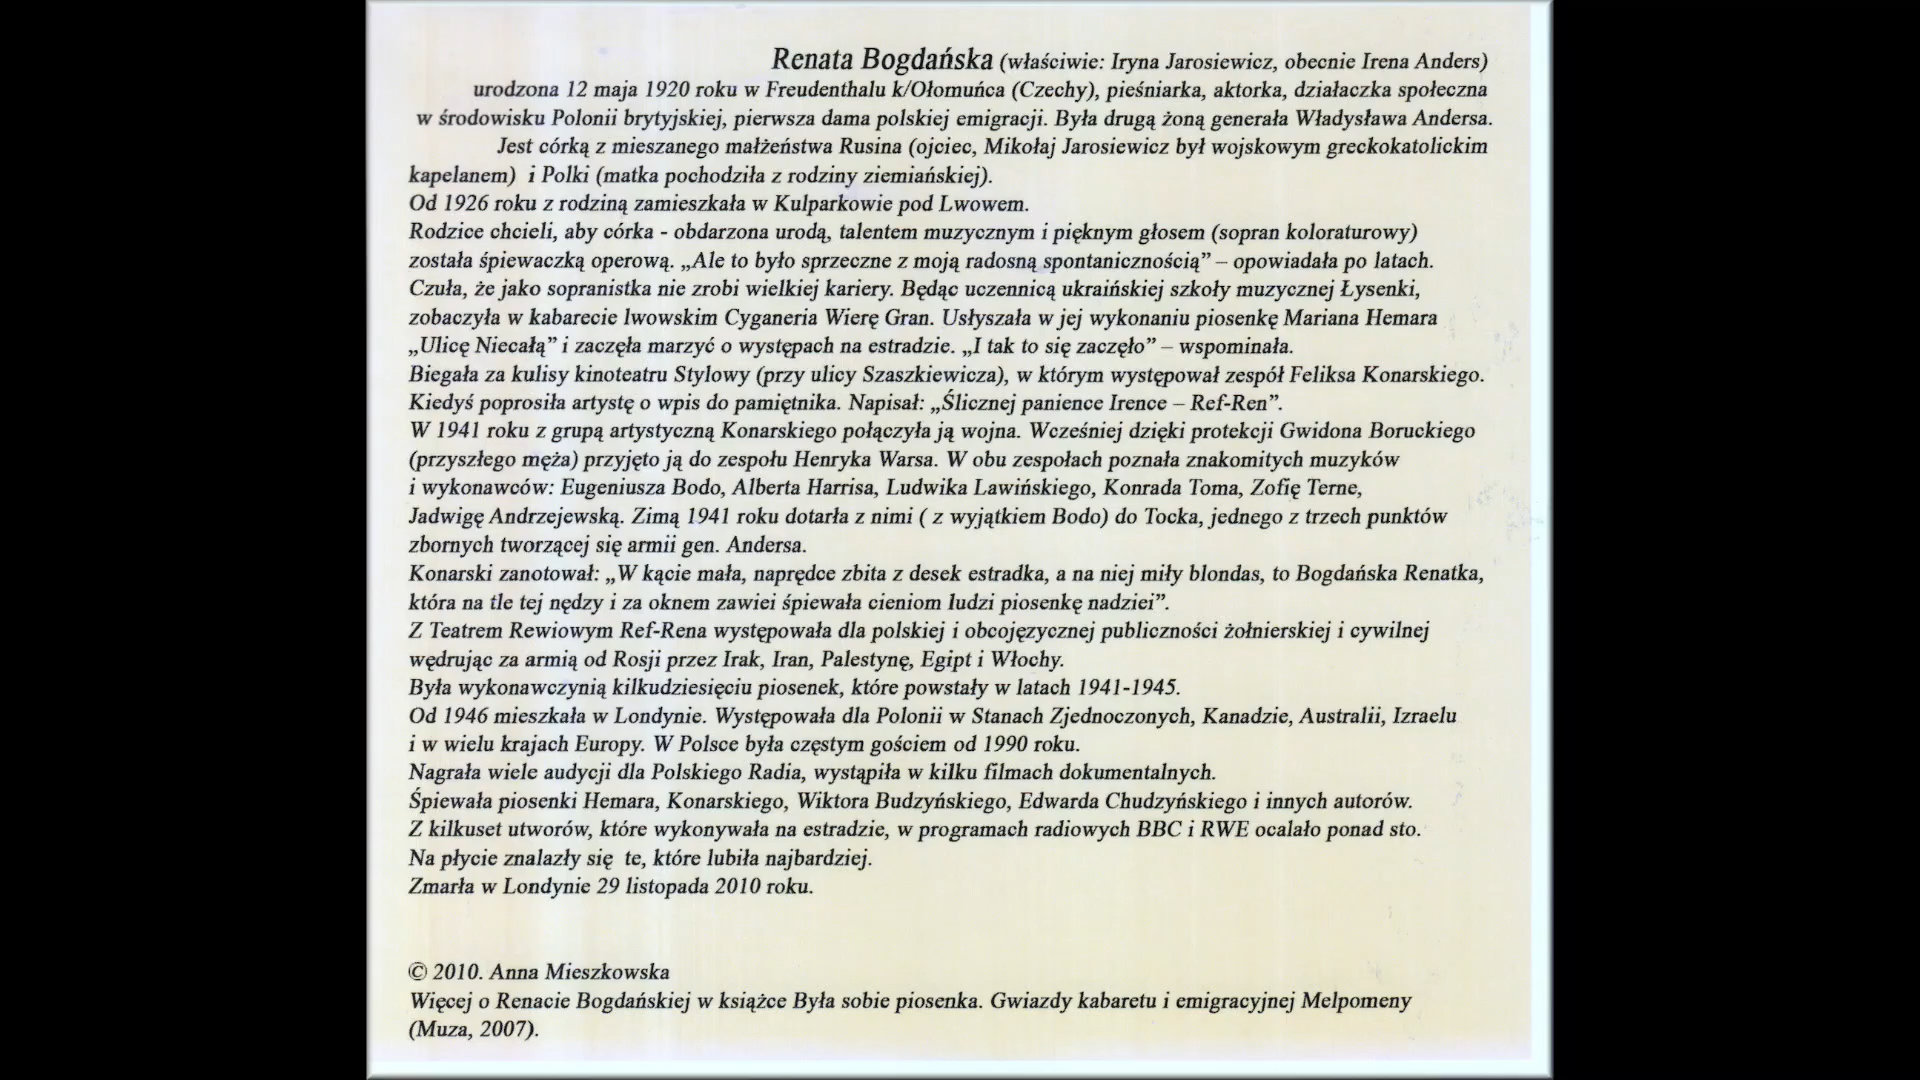 Renata Bogdańska (właściwie: Iryna Jarosiewicz, obecnie Irena Anders)
urodzona 12 maja 1920 roku w Freudenthalu k/Ołomuńca (Czechy), pieśniarka, aktorka, działaczka społeczna
w środowisku Polonii brytyjskiej, pierwsza dama polskiej emigracji. Była drugą żoną generała Władysława Andersa.
Jest córką z mieszanego małżeństwa Rusina (ojciec, Mikołaj Jarosiewicz był wojskowym greckokatolickim
kapelanem) i Polki (matka pochodziła z rodziny ziemiańskiej).
Od 1926 roku z rodziną zamieszkała w Kulparkowie pod Lwowem.
Rodzice chcieli, aby córka - obdarzona urodą, talentem muzycznym i pięknym głosem (sopran koloraturowy)
została śpiewaczką operową. „Ale to było sprzeczne z moją radosną spontanicznością” – opowiadała po latach.
Czuła, że jako sopranistka nie zrobi wielkiej kariery. Będąc uczennicą ukraińskiej szkoły muzycznej Łysenki,
zobaczyła w kabarecie lwowskim Cyganeria Wierę Gran. Usłyszała w jej wykonaniu piosenkę Mariana Hemara
„Ulicę Niecałą” i zaczęła marzyć o występach na estradzie. „I tak to się zaczęło” – wspominała.
Biegała za kulisy kinoteatru Stylowy (przy ulicy Szaszkiewicza), w którym występował zespół Feliksa Konarskiego.
Kiedyś poprosiła artystę o wpis do pamiętnika. Napisał: „Ślicznej panience Irence – Ref-Ren”.
W 1941 roku z grupą artystyczną Konarskiego połączyła ją wojna. Wcześniej dzięki protekcji Gwidona Boruckiego
(przyszłego męża) przyjęto ją do zespołu Henryka Warsa. W obu zespołach poznała znakomitych muzyków
i wykonawców: Eugeniusza Bodo, Alberta Harrisa, Ludwika Lawińskiego, Konrada Toma, Zofię Terne,
Jadwigę Andrzejewską. Zimą 1941 roku dotarła z nimi ( z wyjątkiem Bodo) do Tocka, jednego z trzech punktów
zbornych tworzącej się armii gen. Andersa.
Konarski zanotował: „W kącie mała, naprędce zbita z desek estradka, a na niej miły blondas, to Bogdańska Renatka,
która na tle tej nędzy i za oknem zawiei śpiewała cieniom ludzi piosenkę nadziei”.
Z Teatrem Rewiowym Ref-Rena występowała dla polskiej i obcojęzycznej publiczności żołnierskiej i cywilnej
wędrując za armią od Rosji przez Irak, Iran, Palestynę, Egipt i Włochy.
Była wykonawczynią kilkudziesięciu piosenek, które powstały w latach 1941-1945.
Od 1946 mieszkała w Londynie. Występowała dla Polonii w Stanach Zjednoczonych, Kanadzie, Australii, Izraelu
i w wielu krajach Europy. W Polsce była częstym gościem od 1990 roku.
Nagrała wiele audycji dla Polskiego Radia, wystąpiła w kilku filmach dokumentalnych.
Śpiewała piosenki Hemara, Konarskiego, Wiktora Budzyńskiego, Edwarda Chudzyńskiego i innych autorów.
Z kilkuset utworów, które wykonywała na estradzie, w programach radiowych BBC i RWE ocalało ponad sto.
Na płycie znalazły się te, które lubiła najbardziej.
Zmarła w Londynie 29 listopada 2010 roku.
© 2010. Anna Mieszkowska
Więcej o Renacie Bogdańskiej w książce Była sobie piosenka. Gwiazdy kabaretu i emigracyjnej Melpomeny
(Muza, 2007).